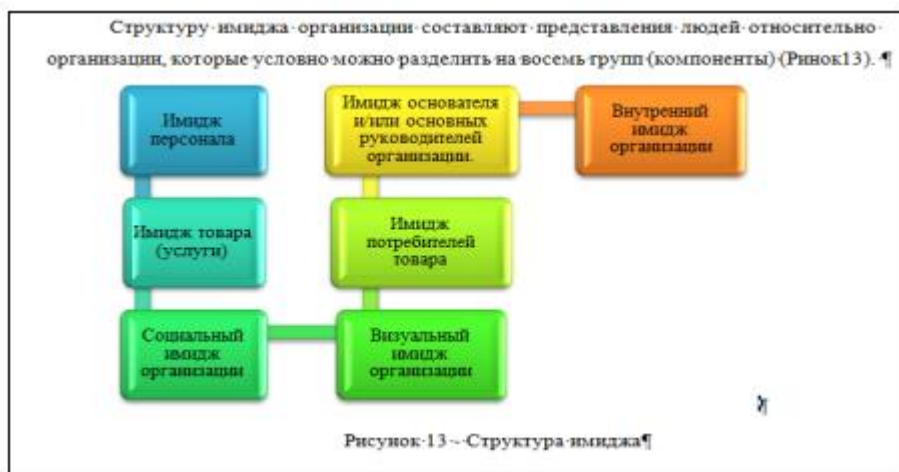 Структуру·имиджа·организации·составляют·представления·людей·относительно·
организации,·которые·условно·можно·разделить·на·восемь·групп·(компоненты)·(Ринок13).·¶
Имидж
персонала
Имидж товара
(услуги)
Социальный
имидж
организации
Визуальный
имидж
организации
Имидж
потребителей
товара
Имидж основателя
и/или основных
руководителей
организации.
Внутренний
имидж
организации
¶
Рисунок·13·–·Структура·имиджа¶